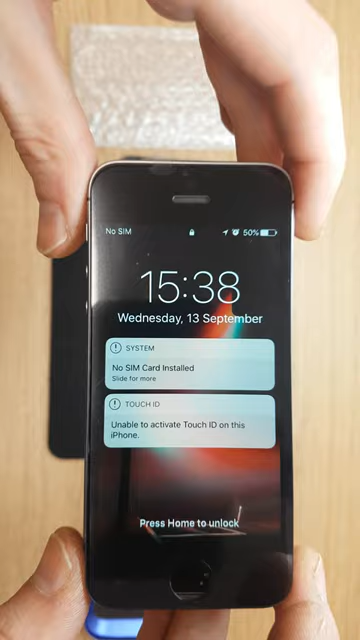 No SIM 50%
15:38
Wednesday, 13 September
SYSTEM
No SIM Card Installed
Slide for more
TOUCH ID
Unable to activate Touch ID on this
iPhone.
Press Home to unlock